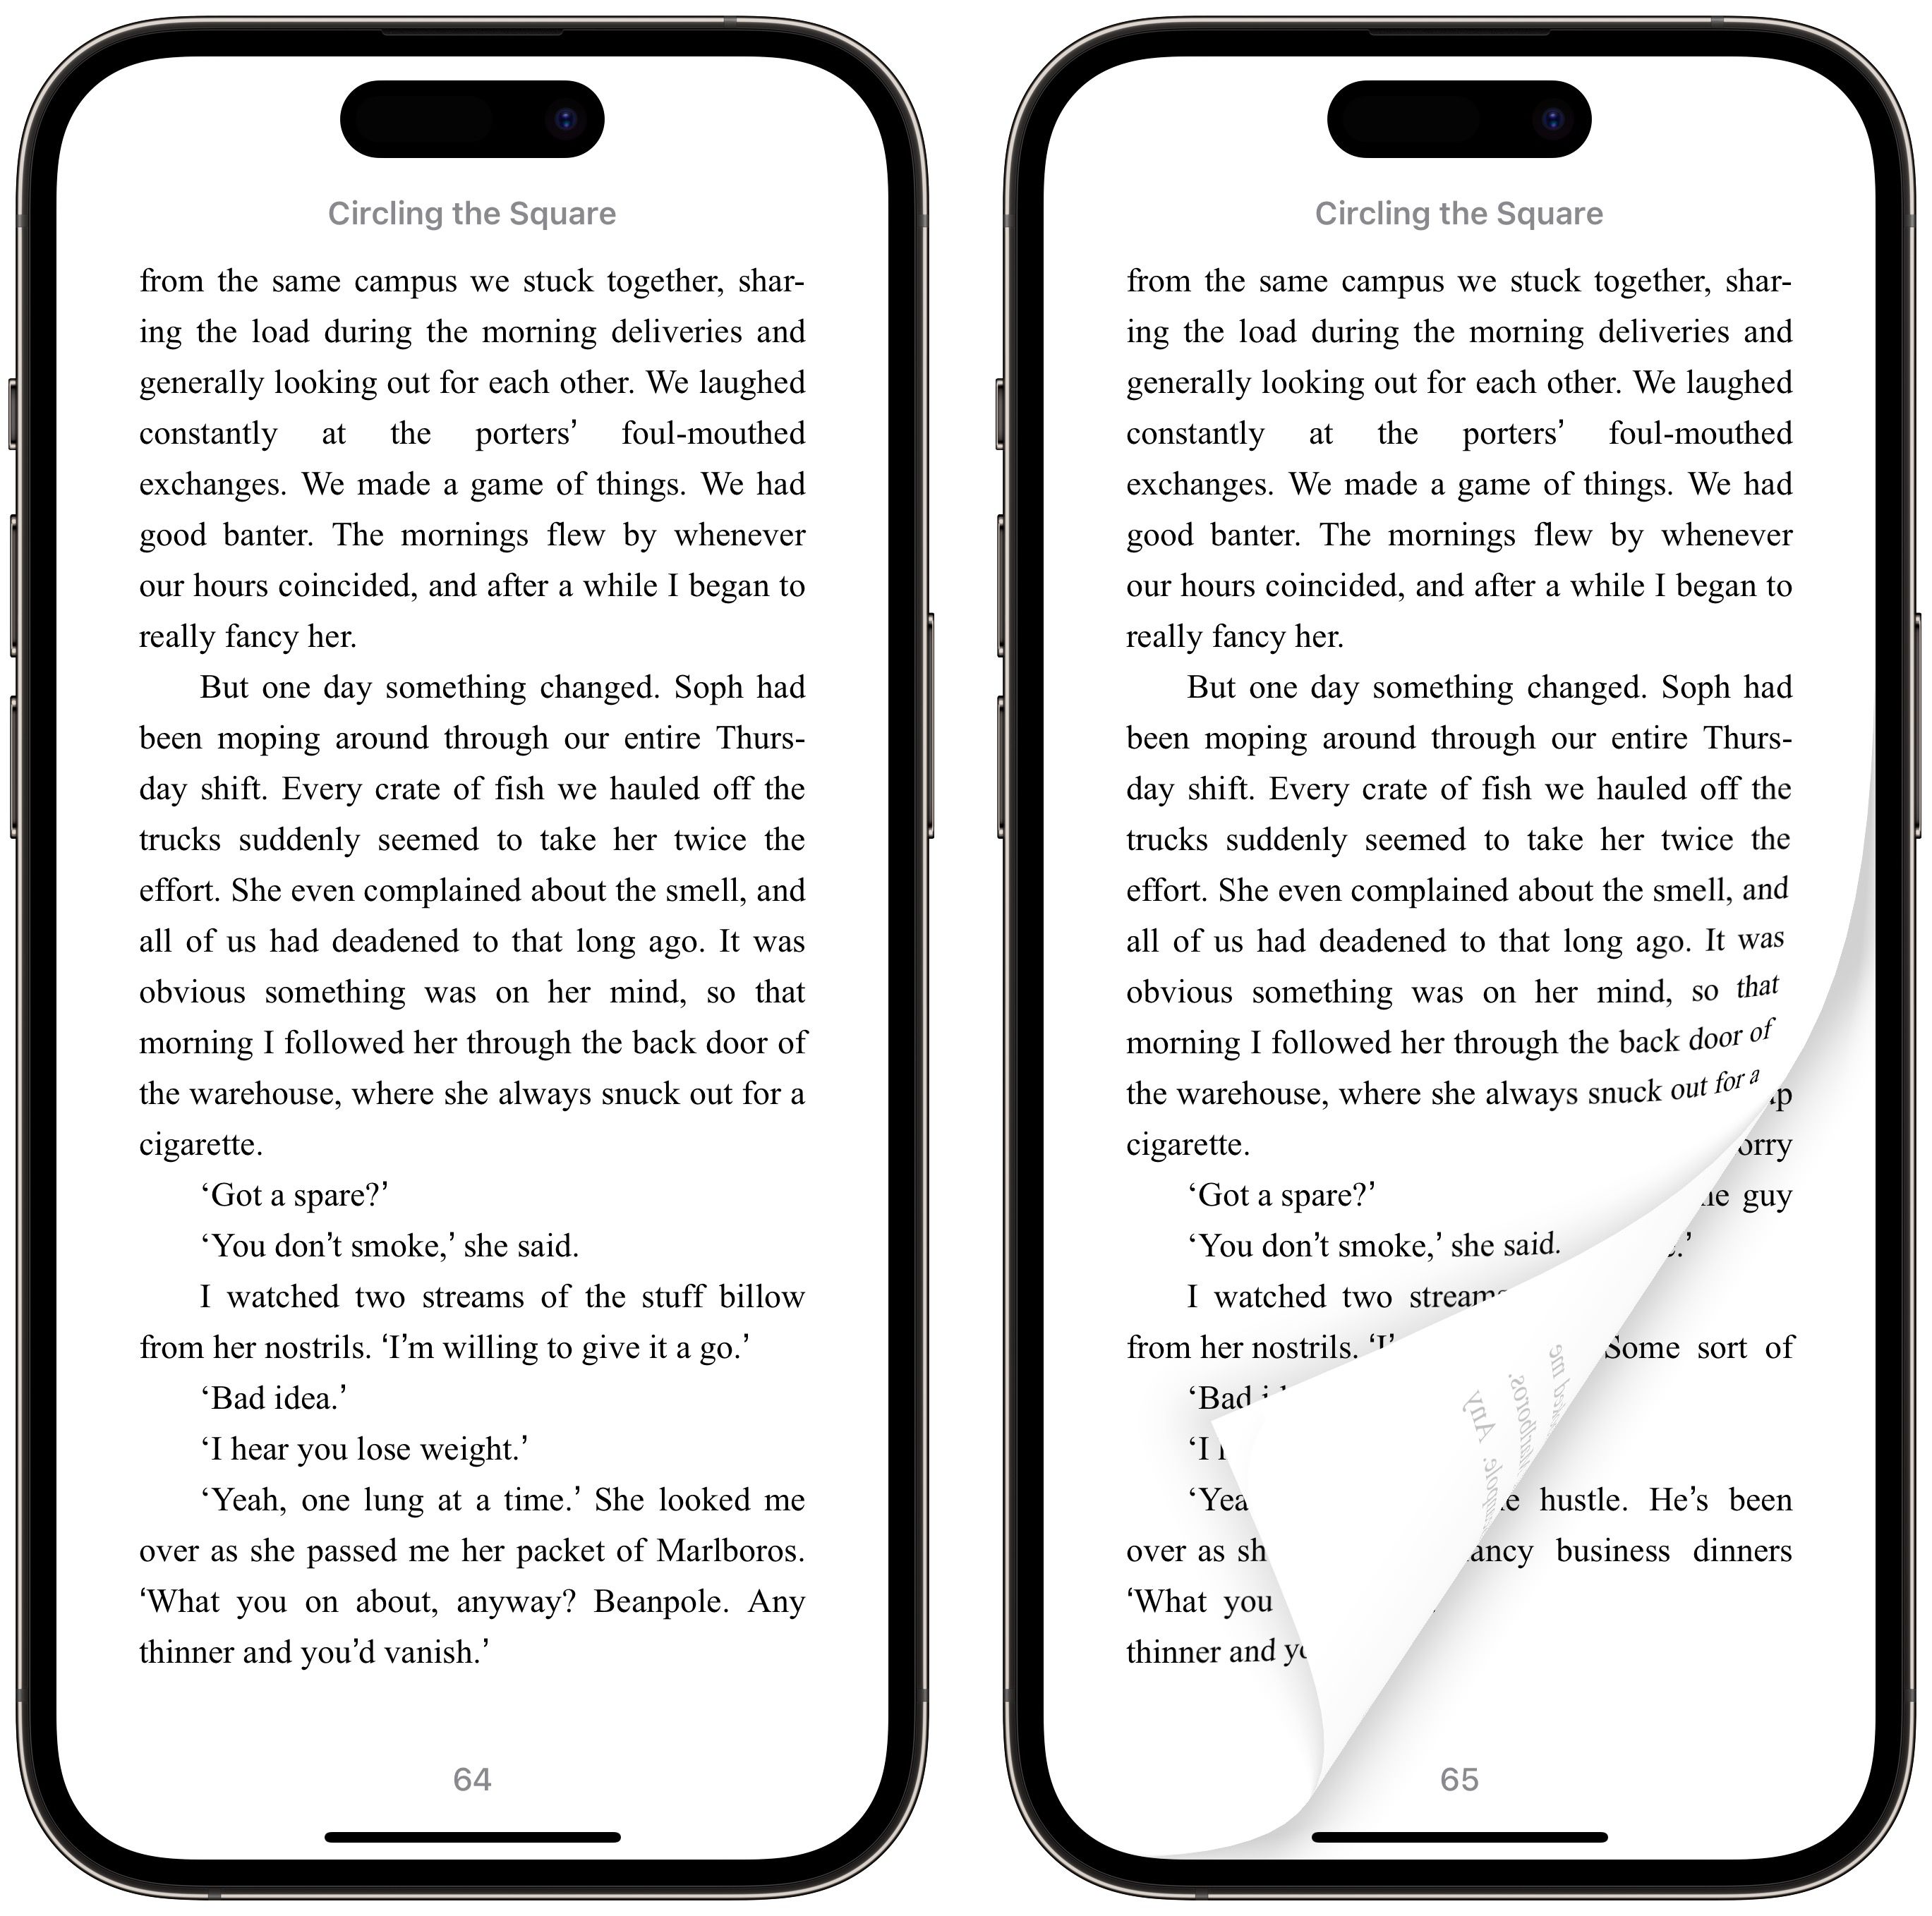 Circling the Square
from the same campus we stuck together, shar-
ing the load during the morning deliveries and
generally looking out for each other. We laughed
constantly at the porters’ foul-mouthed
exchanges. We made a game of things. We had
good banter. The mornings flew by whenever
our hours coincided, and after a while I began to
really fancy her.
But one day something changed. Soph had
been moping around through our entire Thurs-
day shift. Every crate of fish we hauled off the
trucks suddenly seemed to take her twice the
effort. She even complained about the smell, and
all of us had deadened to that long ago. It was
obvious something was on her mind, so that
morning I followed her through the back door of
the warehouse, where she always snuck out for a
cigarette.
‘Got a spare?’
‘You don’t smoke,’ she said.
I watched two streams of the stuff billow
from her nostrils. ‘I’m willing to give it a go.’
‘Bad idea.’
‘I hear you lose weight.’
‘Yeah, one lung at a time.’ She looked me
over as she passed me her packet of Marlboros.
‘What you on about, anyway? Beanpole. Any
thinner and you’d vanish.’
64
Circling the Square
from the same campus we stuck together, shar-
ing the load during the morning deliveries and
generally looking out for each other. We laughed
constantly at the porters’ foul-mouthed
exchanges. We made a game of things. We had
good banter. The mornings flew by whenever
our hours coincided, and after a while I began to
really fancy her.
But one day something changed. Soph had
been moping around through our entire Thurs-
day shift. Every crate of fish we hauled off the
trucks suddenly seemed to take her twice the
effort. She even complained about the smell, and
all of us had deadened to that long ago. It was
obvious something was on her mind, so that
morning I followed her through the back door of
the warehouse, where she always snuck out for a
cigarette.
‘Got a spare?’ guy
‘You don’t smoke,’ she said.
I watched two streams
from her nostrils. Some sort of
‘Bad
‘I
hustle. He’s been
over as business dinners
‘What you
thinner and
Any
me
65